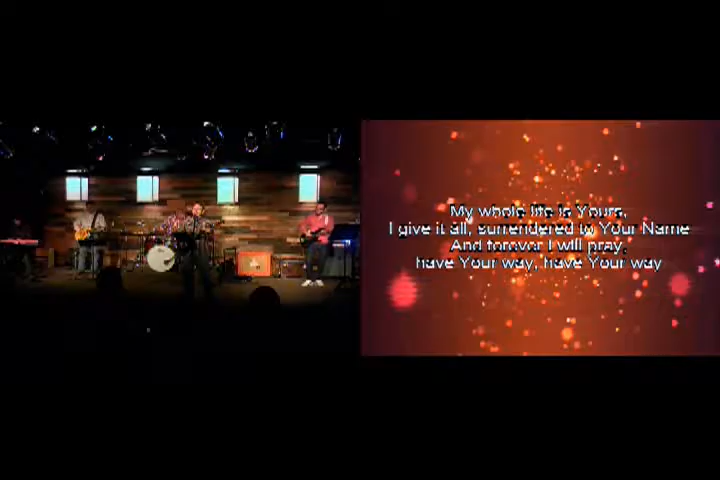 My whole life is Yours,
I give it all, surrendered to Your Name
And forever I will pray,
have Your way, have Your way